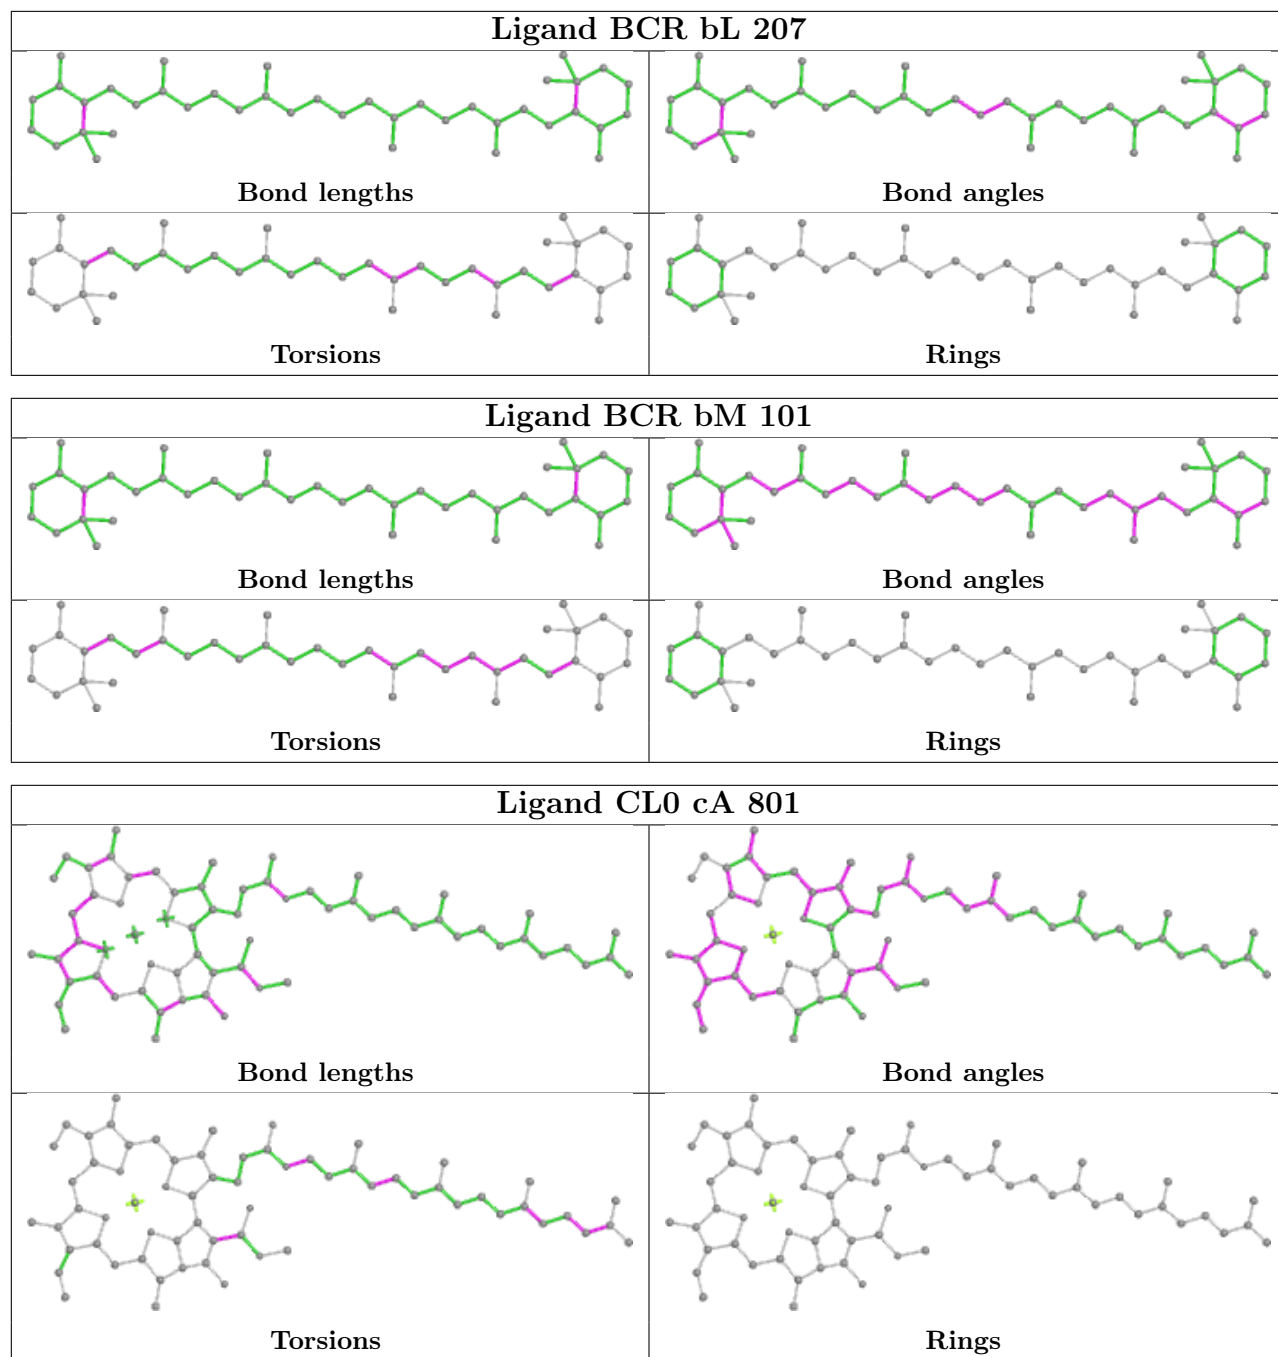 Ligand BCR bL 207
Bond lengths
Bond angles
Torsions
Rings
Ligand BCR bM 101
Bond lengths
Bond angles
Torsions
Rings
Ligand CL0 cA 801
Bond lengths
Bond angles
Torsions
Rings